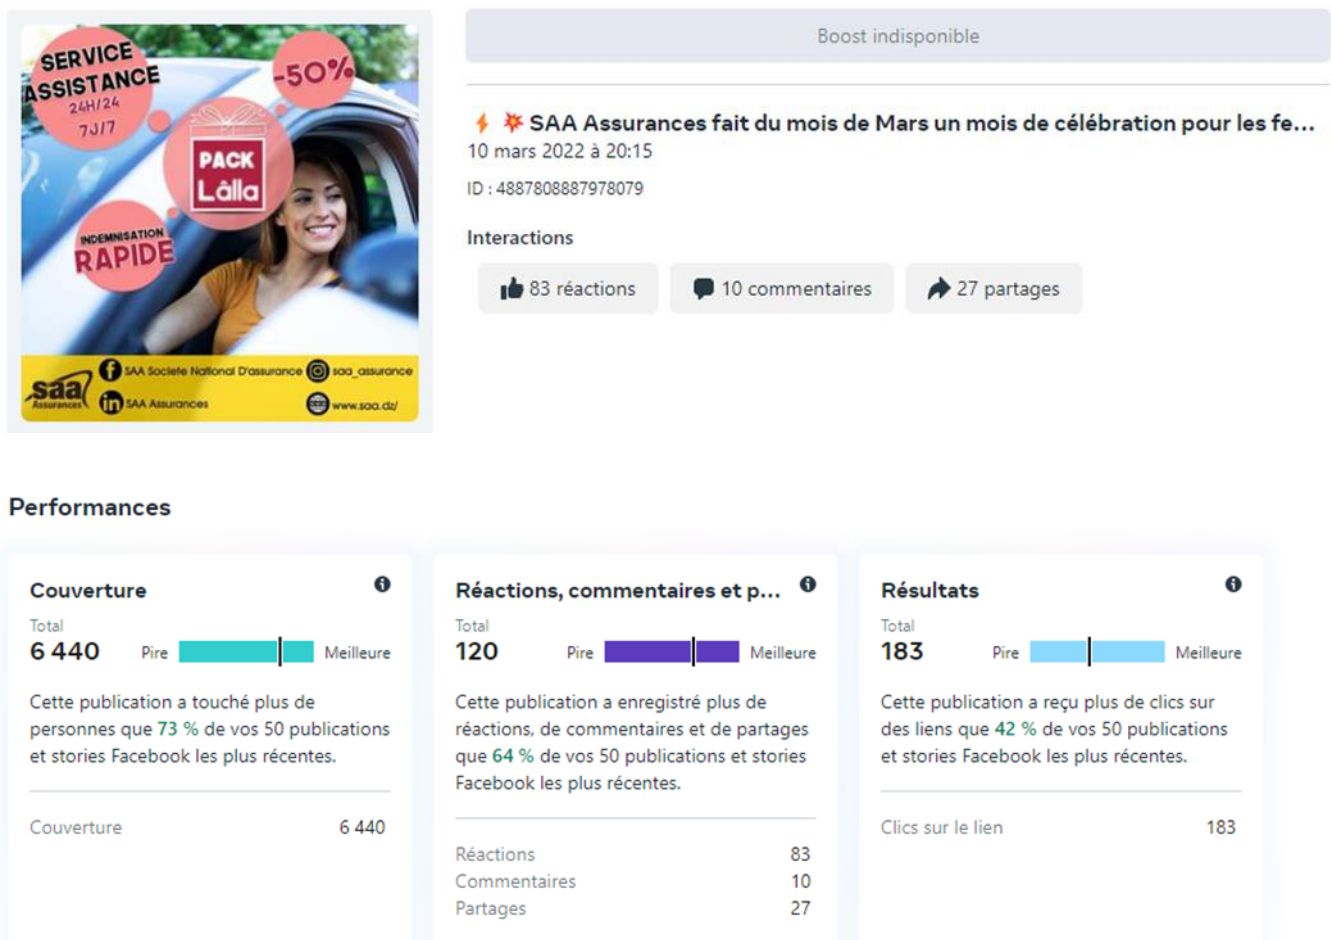 SERVICE
ASSISTANCE
24H/24
7J/7
-50%
PACK
Lâlla
INDEMNISATION
RAPIDE
saa
Assurances
SAA Societe National D'assurance
saa_assurance
SAA Assurances
www.saa.dz/
Boost indisponible
SAA Assurances fait du mois de Mars un mois de célébration pour les fe...
10 mars 2022 à 20:15
ID : 4887808887978079
Interactions
83 réactions
10 commentaires
27 partages
Performances
Couverture
Total
6 440
Pire
Meilleure
Cette publication a touché plus de
personnes que 73 % de vos 50 publications
et stories Facebook les plus récentes.
Couverture 6 440
Réactions, commentaires et p...
Total
120
Pire
Meilleure
Cette publication a enregistré plus de
réactions, de commentaires et de partages
que 64 % de vos 50 publications et stories
Facebook les plus récentes.
Réactions 83
Commentaires 10
Partages 27
Résultats
Total
183
Pire
Meilleure
Cette publication a reçu plus de clics sur
des liens que 42 % de vos 50 publications
et stories Facebook les plus récentes.
Clics sur le lien 183